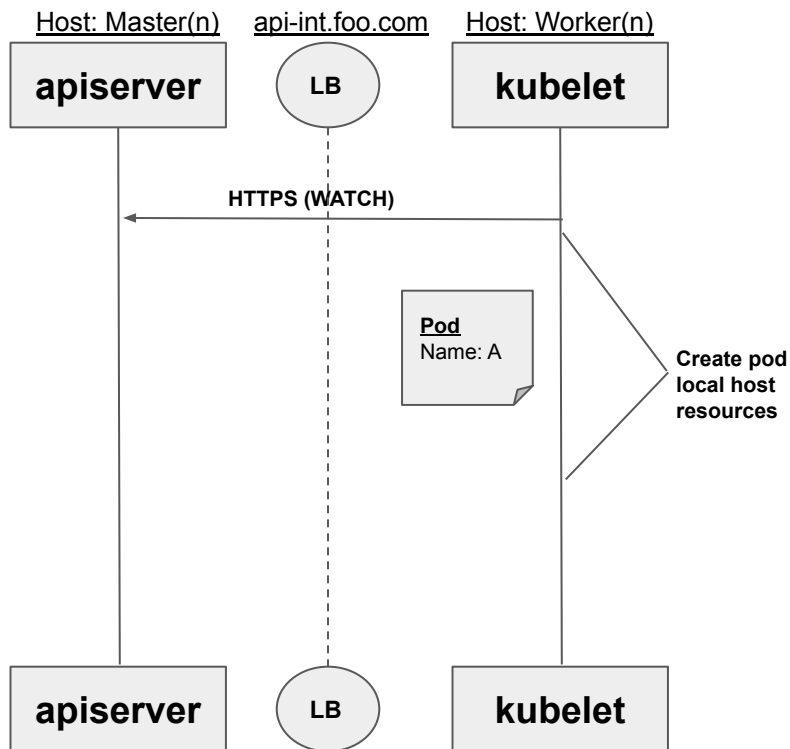 Host: Master(n)
api-int.foo.com
Host: Worker(n)
apiserver
LB
kubelet
HTTPS (WATCH)
Pod
Name: A
Create pod
local host
resources
apiserver
LB
kubelet